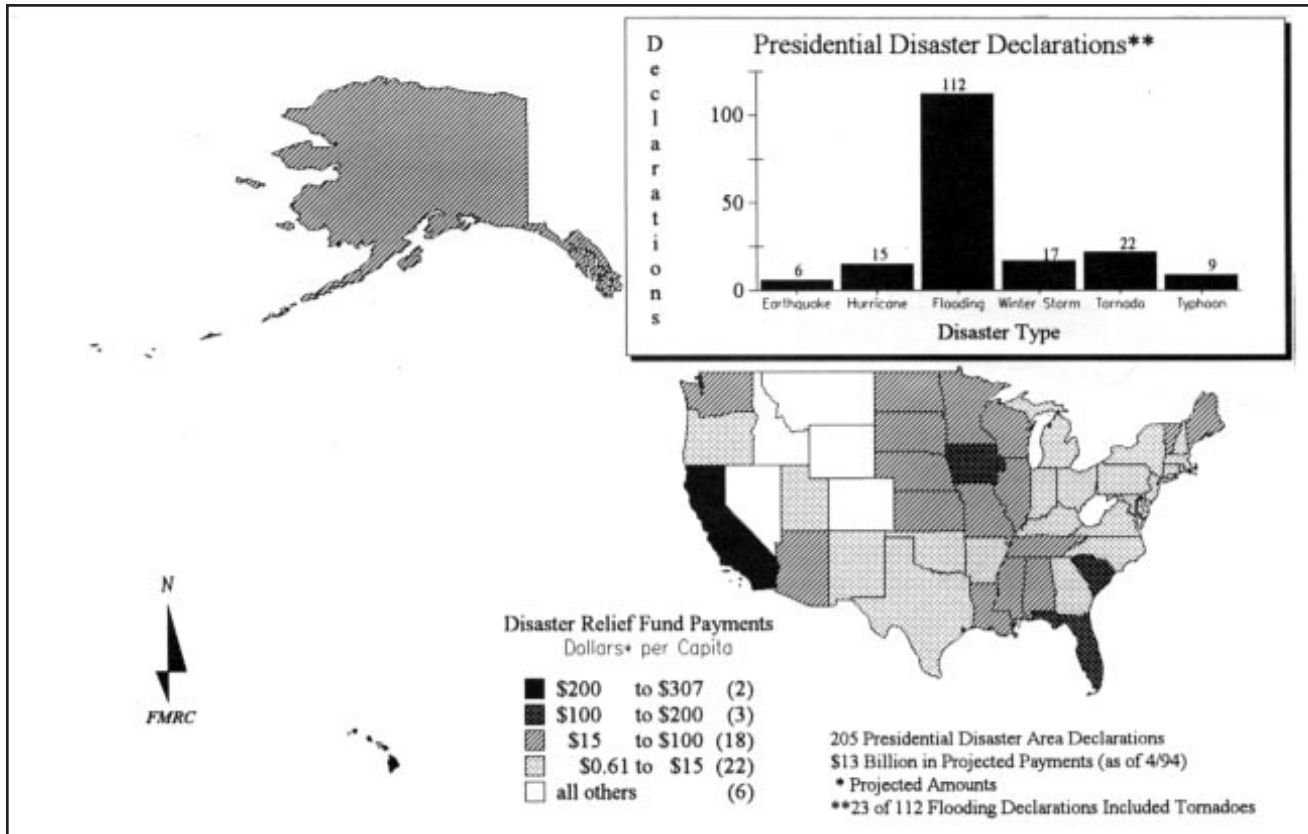 Presidential Disaster Declarations**
Declarations
112
100
50
22
15
17
6
9
0
Earthquake Hurricane Flooding Winter Storm Tornado Typhoon
Disaster Type
N
FMRC
Disaster Relief Fund Payments
Dollars* per Capita
$200 to $307 (2)
$100 to $200 (3)
$15 to $100 (18)
$0.61 to $15 (22)
all others (6)
205 Presidential Disaster Area Declarations
$13 Billion in Projected Payments (as of 4/94)
* Projected Amounts
**23 of 112 Flooding Declarations Included Tornadoes